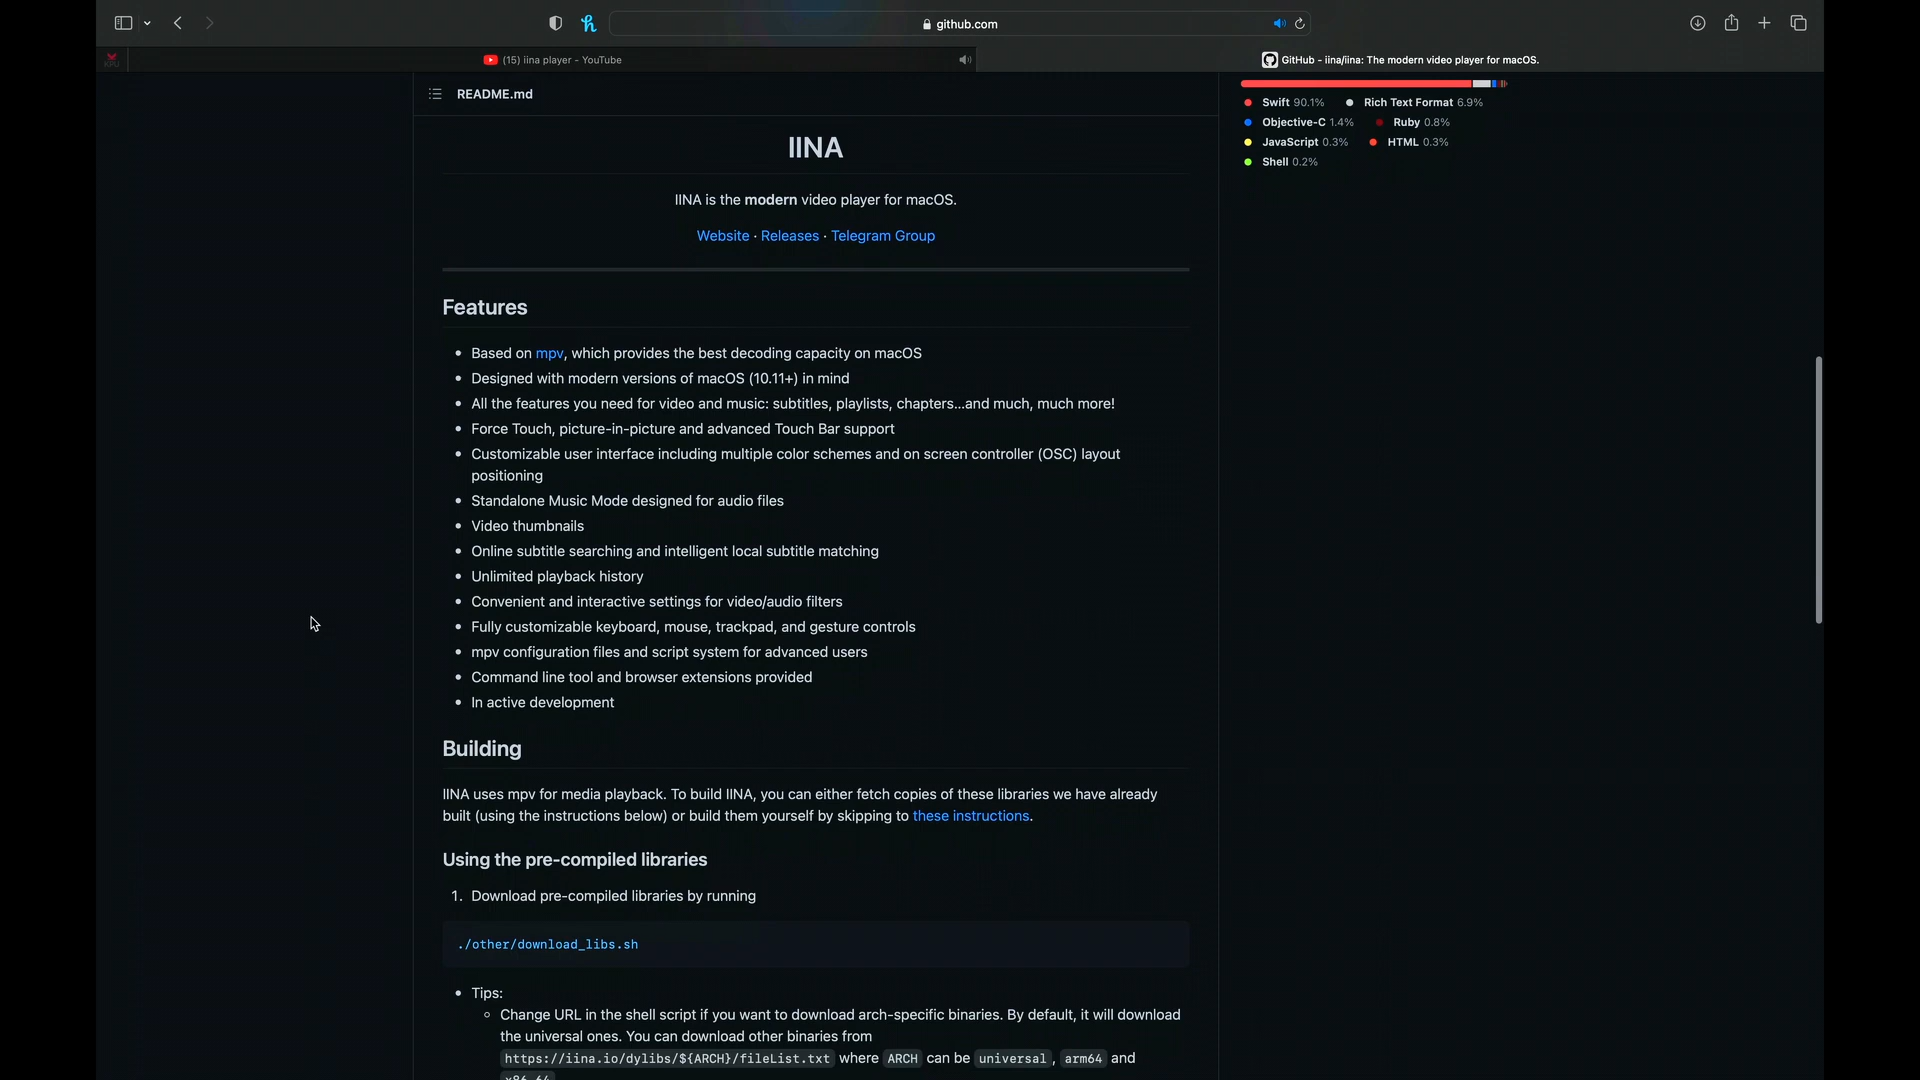 github.com
(15) iina player - YouTube
GitHub - iina/iina: The modern video player for macOS.
README.md
Swift 90.1% Rich Text Format 6.9%
Objective-C 1.4% Ruby 0.8%
JavaScript 0.3% HTML 0.3%
Shell 0.2%
IINA
IINA is the modern video player for macOS.
Website · Releases · Telegram Group
Features
Based on mpv, which provides the best decoding capacity on macOS
Designed with modern versions of macOS (10.11+) in mind
All the features you need for video and music: subtitles, playlists, chapters…and much, much more!
Force Touch, picture-in-picture and advanced Touch Bar support
Customizable user interface including multiple color schemes and on screen controller (OSC) layout
positioning
Standalone Music Mode designed for audio files
Video thumbnails
Online subtitle searching and intelligent local subtitle matching
Unlimited playback history
Convenient and interactive settings for video/audio filters
Fully customizable keyboard, mouse, trackpad, and gesture controls
mpv configuration files and script system for advanced users
Command line tool and browser extensions provided
In active development
Building
IINA uses mpv for media playback. To build IINA, you can either fetch copies of these libraries we have already
built (using the instructions below) or build them yourself by skipping to these instructions.
Using the pre-compiled libraries
1. Download pre-compiled libraries by running
./other/download_libs.sh
Tips:
Change URL in the shell script if you want to download arch-specific binaries. By default, it will download
the universal ones. You can download other binaries from
https://iina.io/dylibs/${ARCH}/fileList.txt where ARCH can be universal, arm64 and